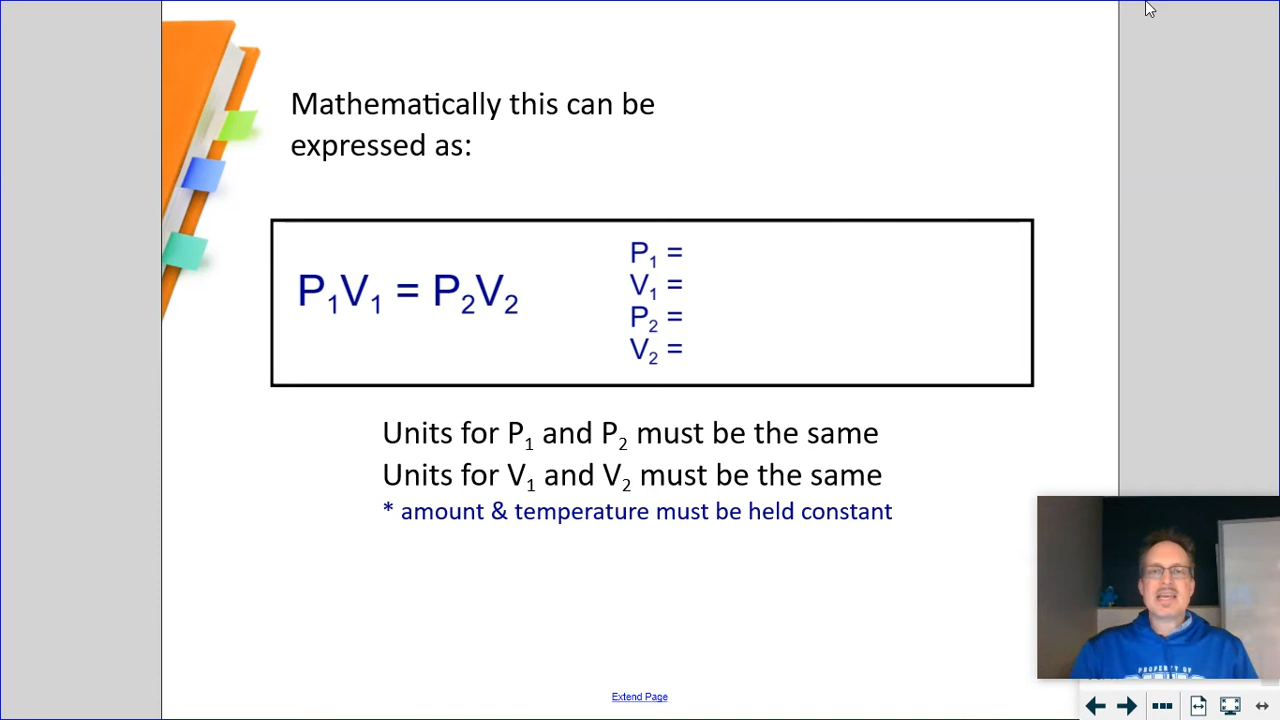 Mathematically this can be
expressed as:
P₁V₁ = P₂V₂
P₁ =
V₁ =
P₂ =
V₂ =
Units for P₁ and P₂ must be the same
Units for V₁ and V₂ must be the same
* amount & temperature must be held constant
PROPERTY OF
Extend Page